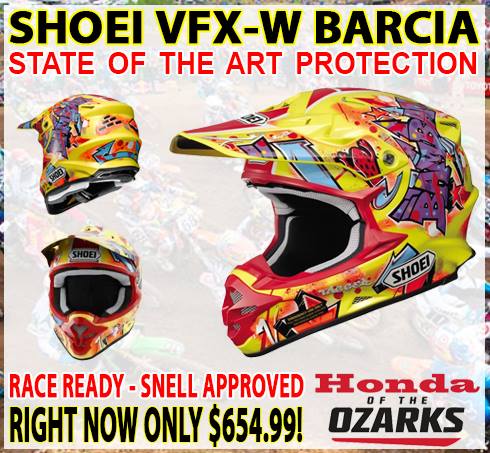 SHOEI VFX-W BARCIA
STATE OF THE ART PROTECTION
SHOEI
SHOEI
SHOEI
RACE READY - SNELL APPROVED
RIGHT NOW ONLY $654.99!
Honda
OF THE
OZARKS